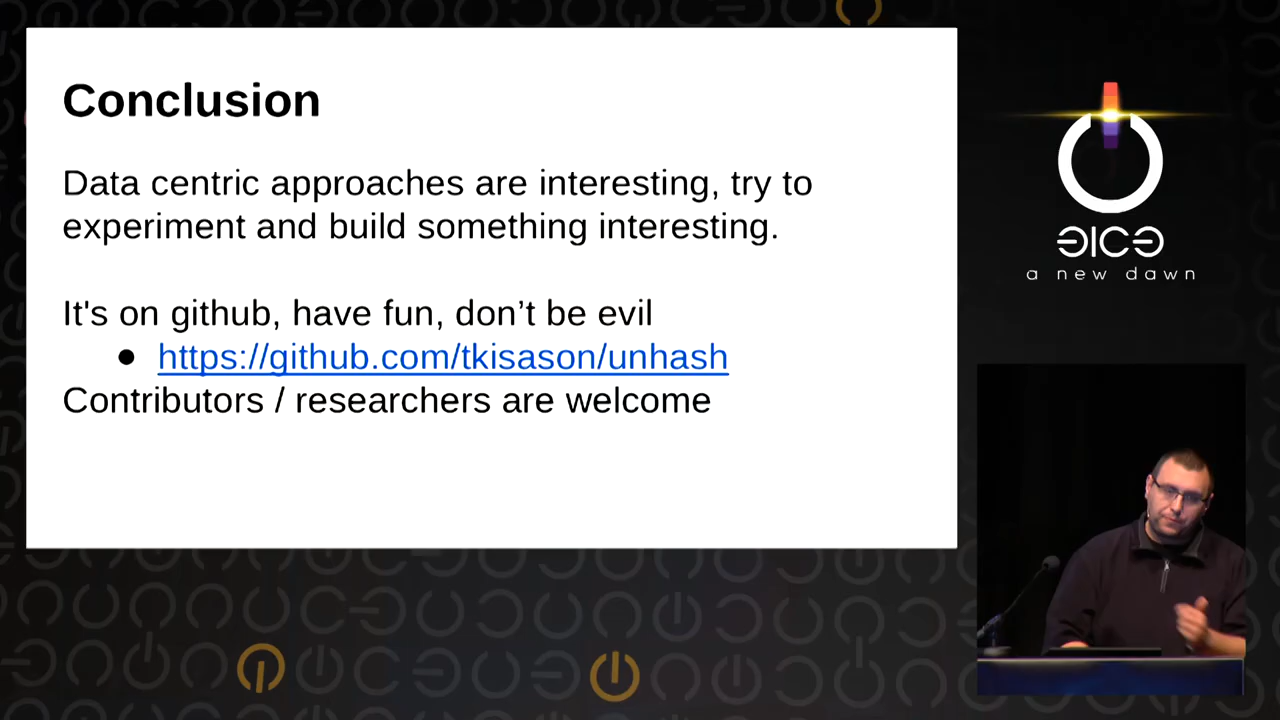 Conclusion
Data centric approaches are interesting, try to
experiment and build something interesting.
It's on github, have fun, don’t be evil
● https://github.com/tkisason/unhash
Contributors / researchers are welcome
31C3
a new dawn